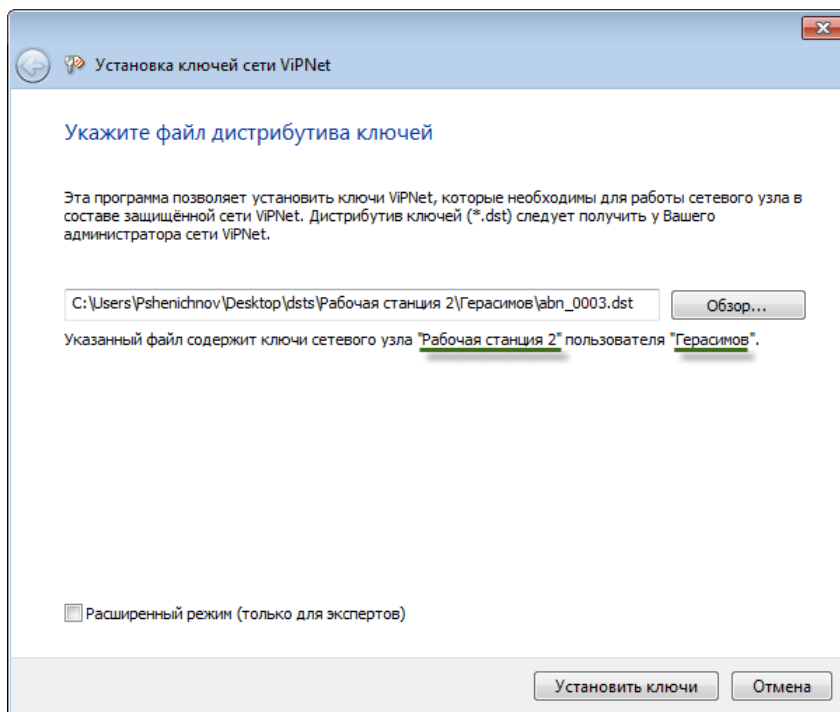 Установка ключей сети ViPNet
Укажите файл дистрибутива ключей
Эта программа позволяет установить ключи ViPNet, которые необходимы для работы сетевого узла в
составе защищённой сети ViPNet. Дистрибутив ключей (*.dst) следует получить у Вашего
администратора сети ViPNet.
C:\Users\Pshenichnov\Desktop\dsts\Рабочая станция 2\Герасимов\abn_0003.dst
Обзор...
Указанный файл содержит ключи сетевого узла "Рабочая станция 2" пользователя "Герасимов".
Расширенный режим (только для экспертов)
Установить ключи
Отмена